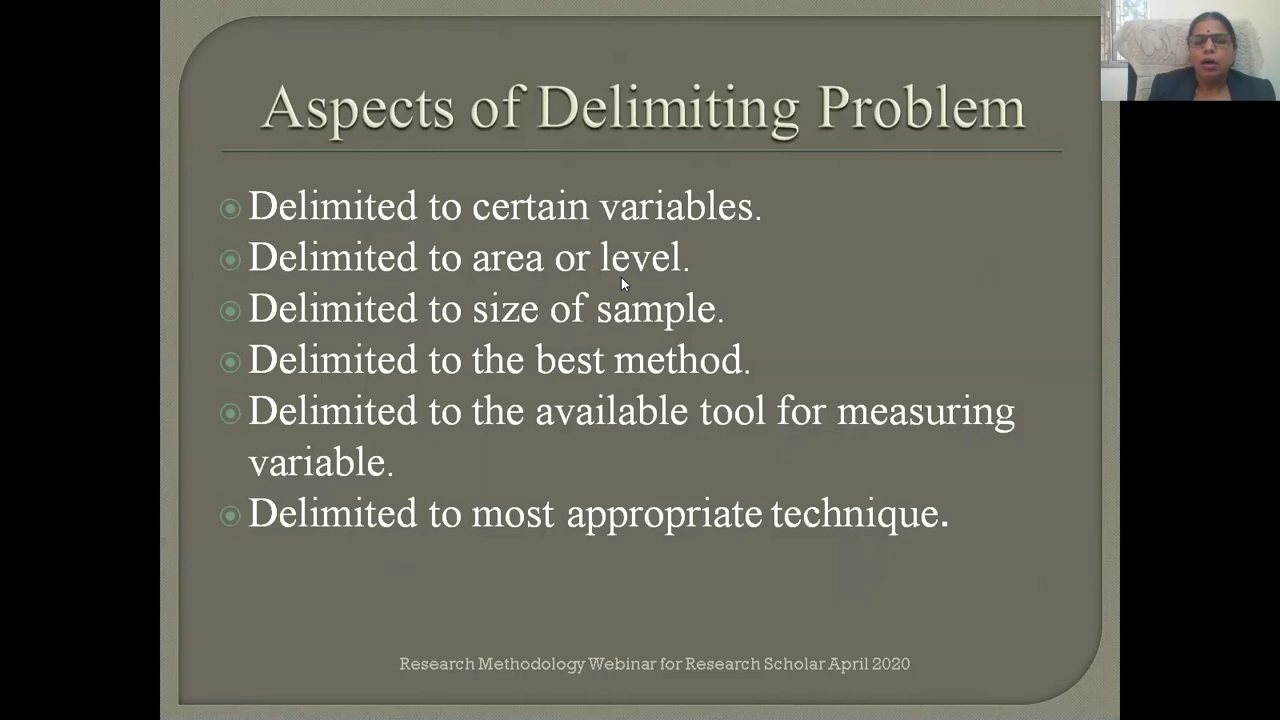 Aspects of Delimiting Problem
Delimited to certain variables.
Delimited to area or level.
Delimited to size of sample.
Delimited to the best method.
Delimited to the available tool for measuring
variable.
Delimited to most appropriate technique.
Research Methodology Webinar for Research Scholar April 2020